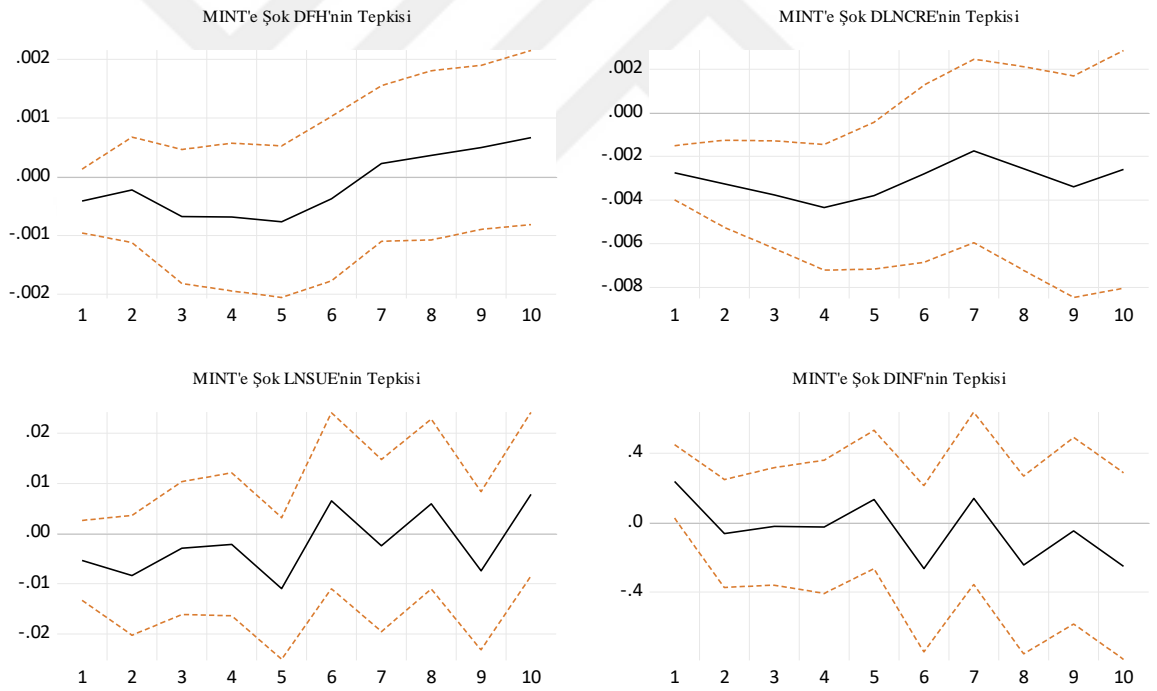 MINT'e Şok DFH'nin Tepkisi
.002
.001
.000
-.001
-.002
1 2 3 4 5 6 7 8 9 10
MINT'e Şok DLNCRE'nin Tepkisi
.002
.000
-.002
-.004
-.006
-.008
1 2 3 4 5 6 7 8 9 10
MINT'e Şok LNSUE'nin Tepkisi
.02
.01
.00
-.01
-.02
1 2 3 4 5 6 7 8 9 10
MINT'e Şok DINF'nin Tepkisi
.4
.0
-.4
1 2 3 4 5 6 7 8 9 10